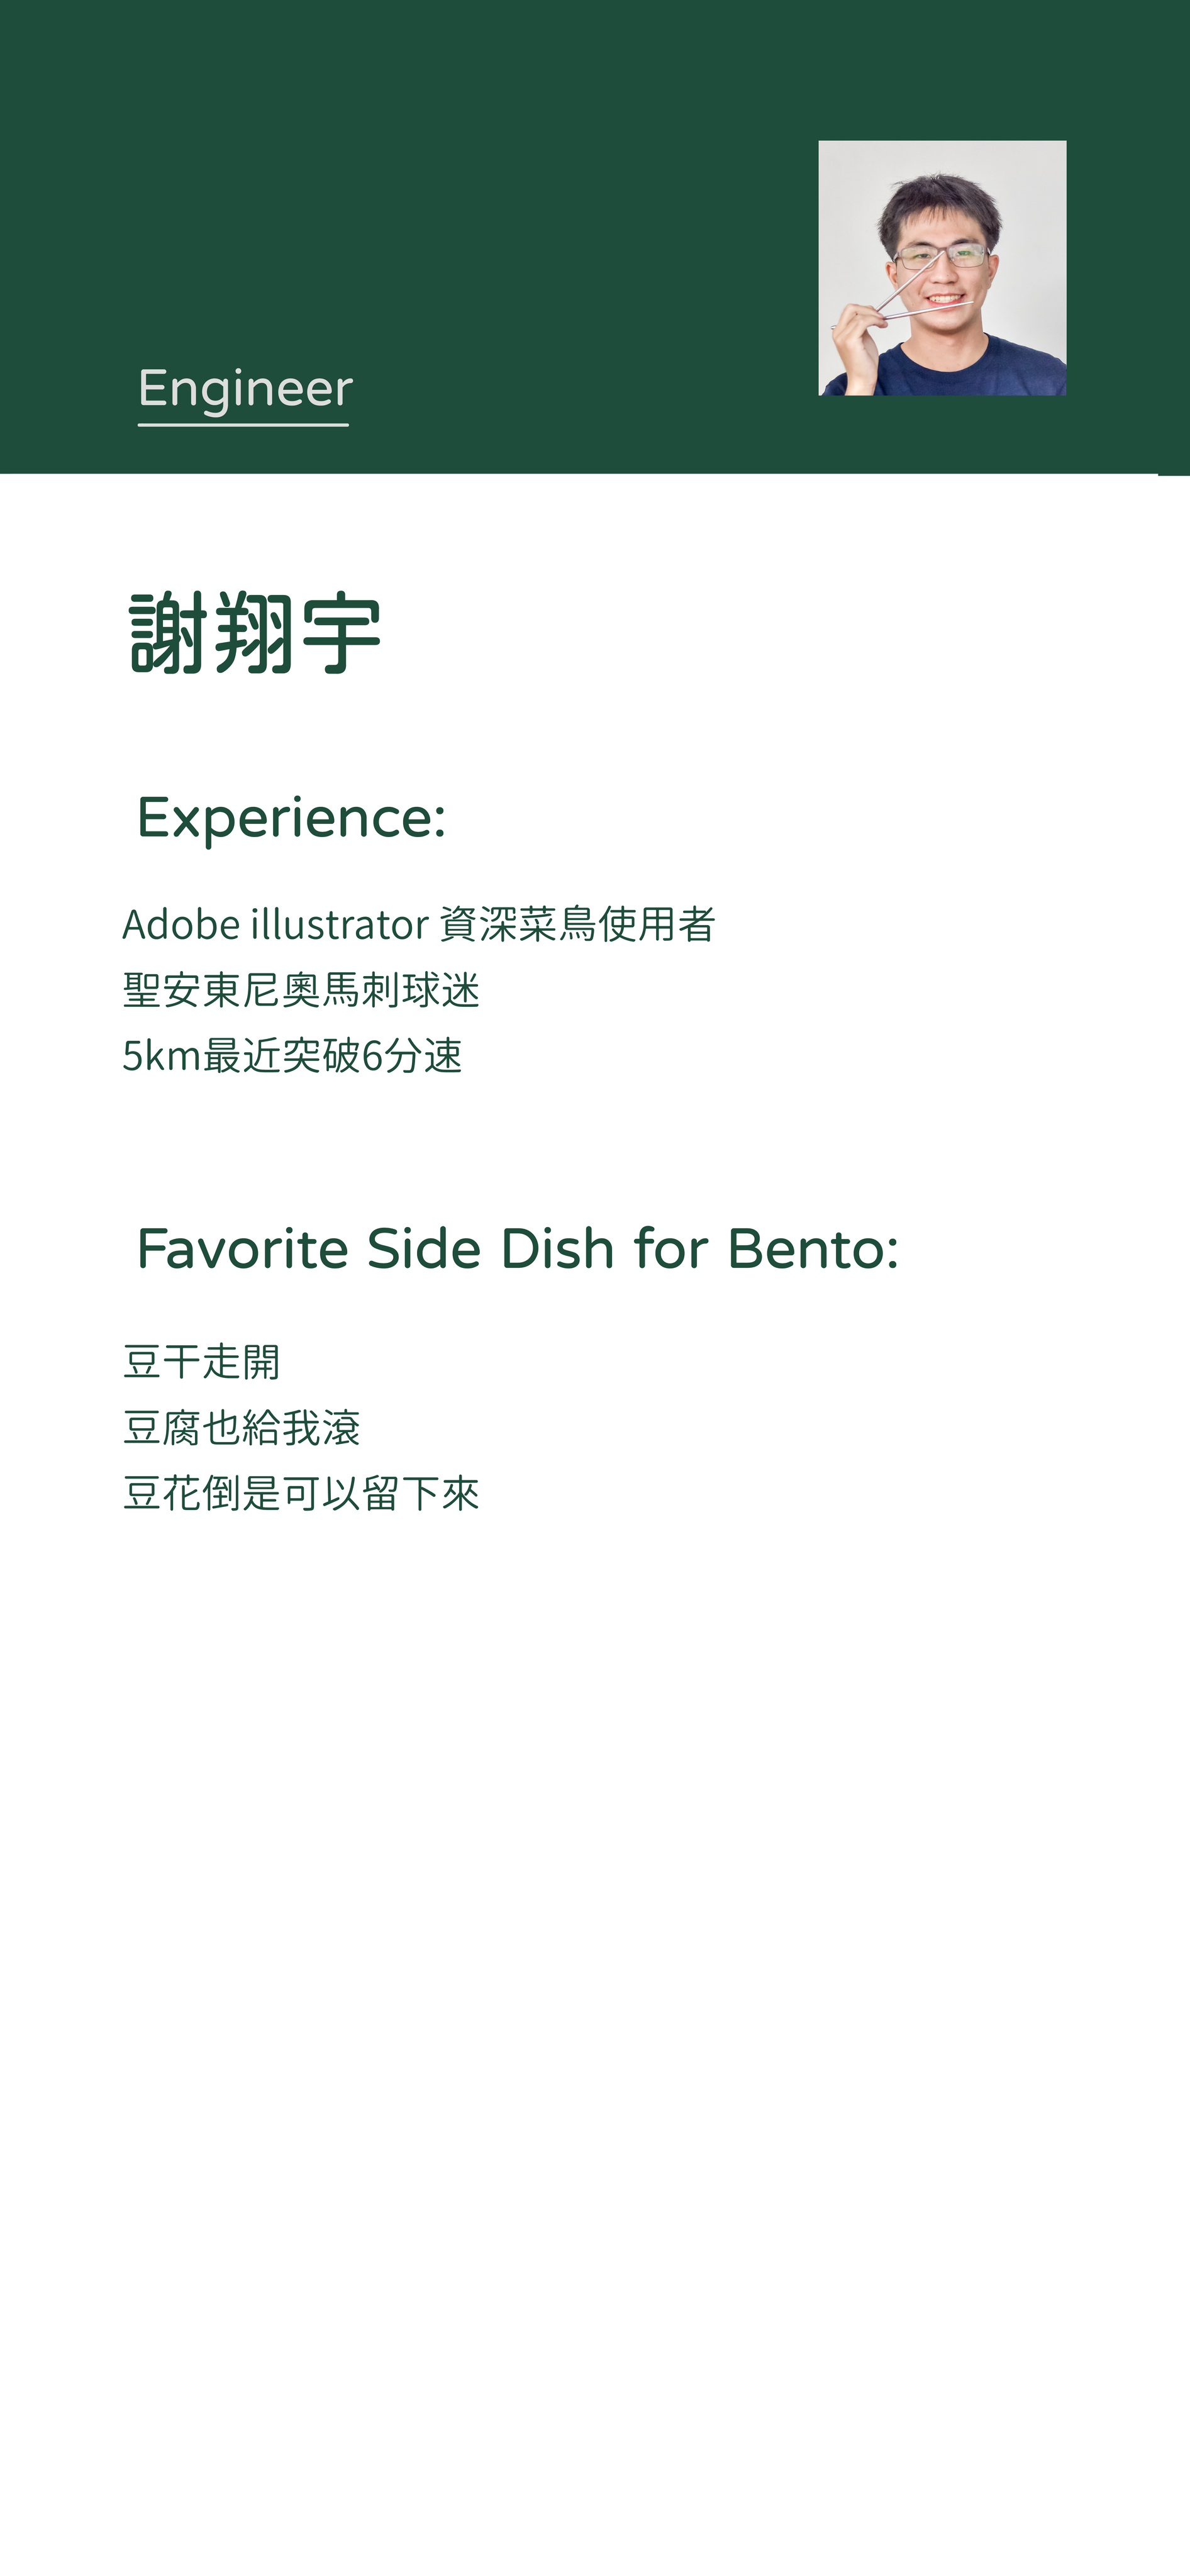 Engineer
謝翔宇
Experience:
Adobe illustrator 資深菜鳥使用者
聖安東尼奧馬刺球迷
5km最近突破6分速
Favorite Side Dish for Bento:
豆干走開
豆腐也給我滾
豆花倒是可以留下來